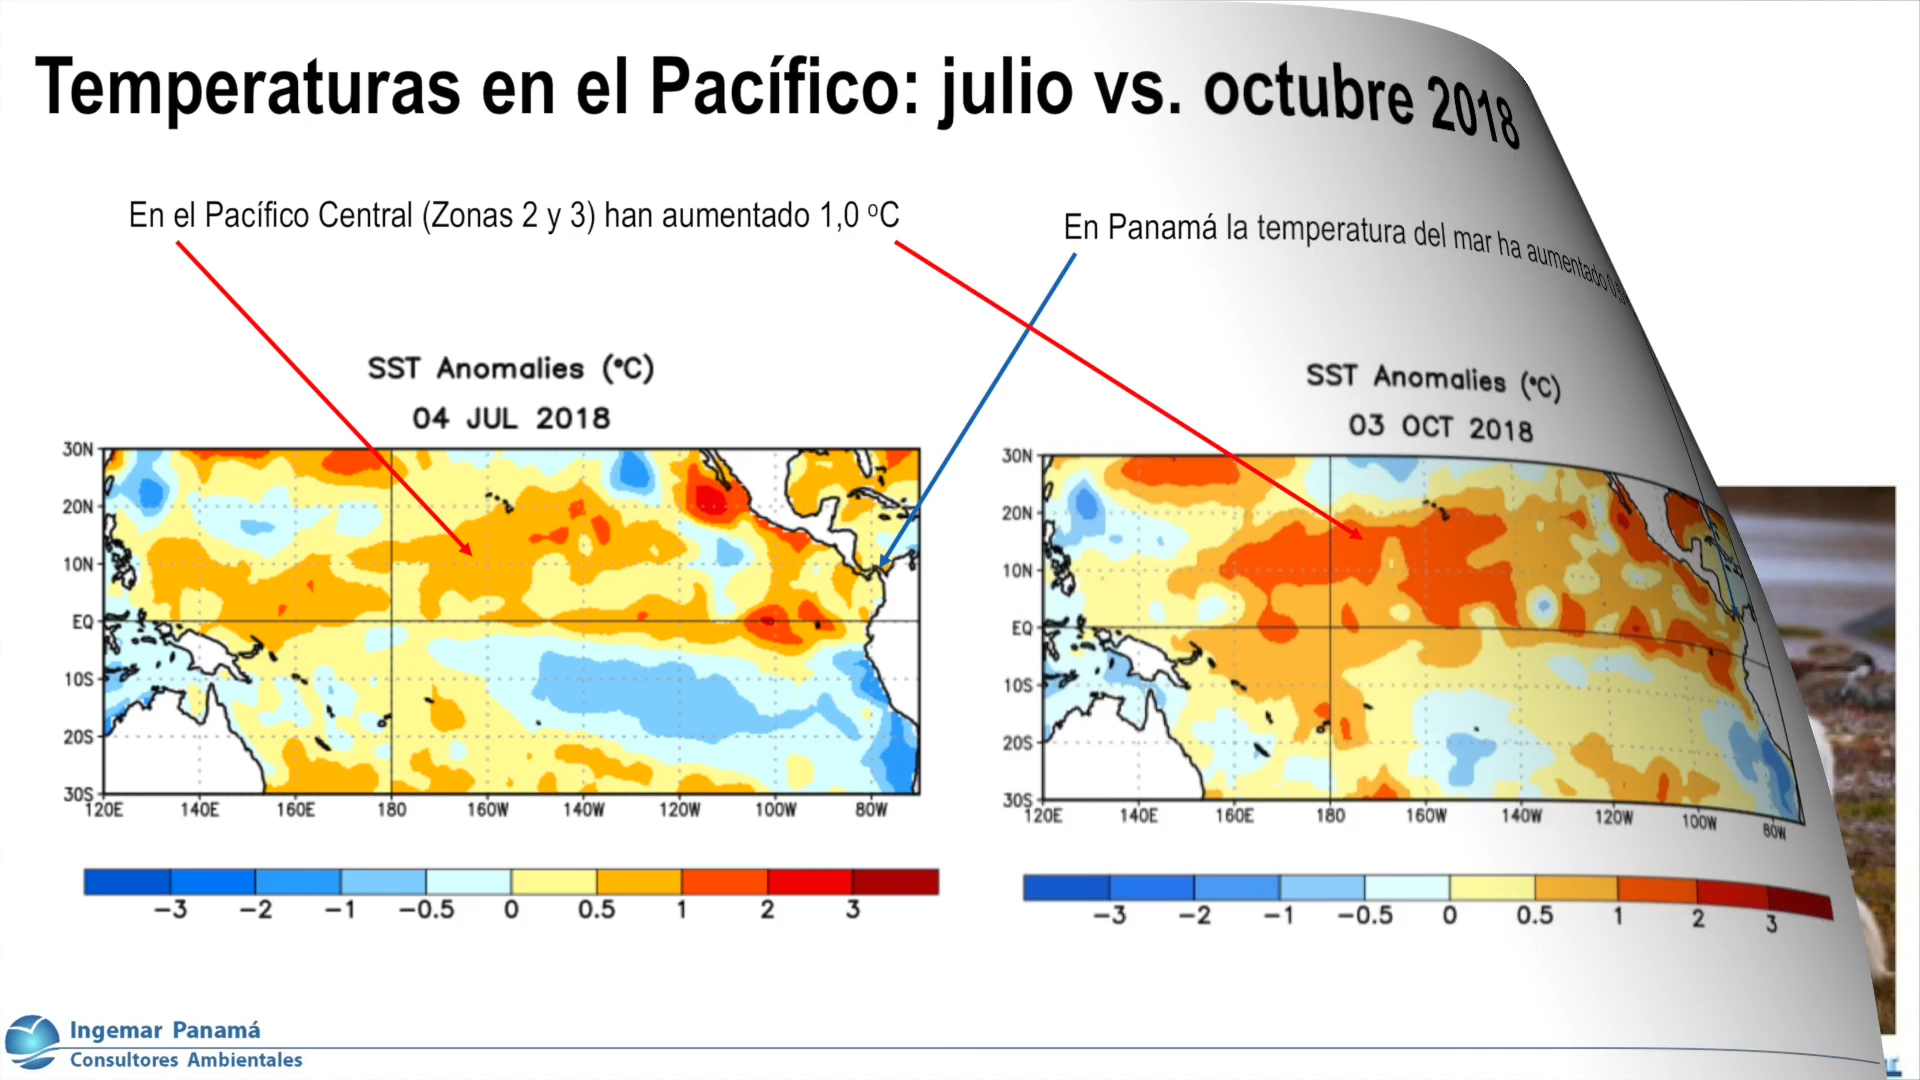 Temperaturas en el Pacífico: julio vs. octubre 2018
En el Pacífico Central (Zonas 2 y 3) han aumentado 1,0 ºC
En Panamá la temperatura del mar ha aumentado
SST Anomalies (°C)
04 JUL 2018
30N
20N
10N
EQ
10S
20S
30S
120E 140E 160E 180 160W 140W 120W 100W 80W
−3 −2 −1 −0.5 0 0.5 1 2 3
SST Anomalies (°C)
03 OCT 2018
30N
20N
10N
EQ
10S
20S
30S
120E 140E 160E 180 160W 140W 120W 100W 80W
−3 −2 −1 −0.5 0 0.5 1 2 3
Ingemar Panamá
Consultores Ambientales